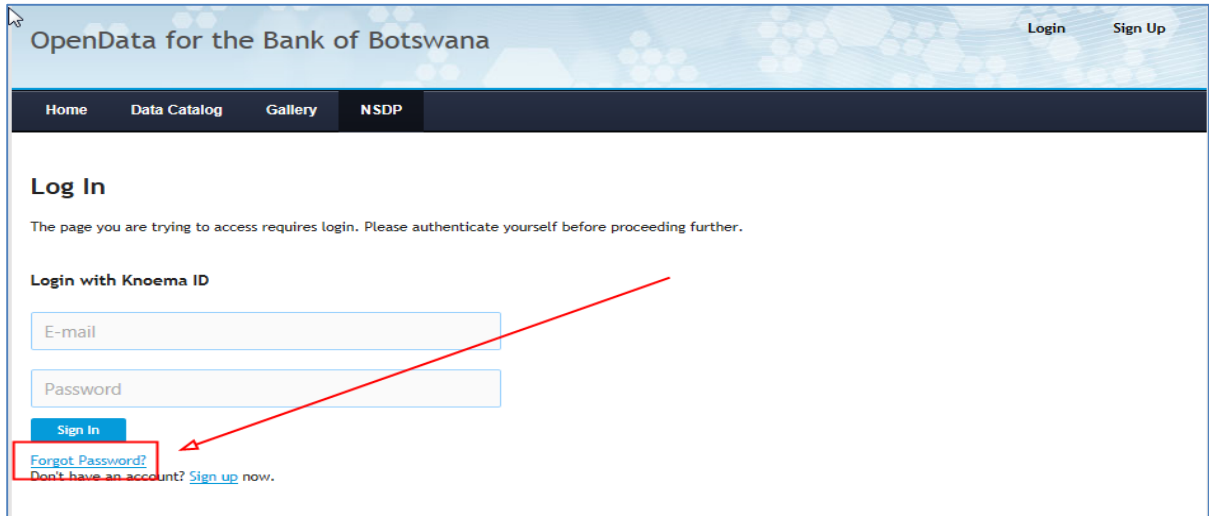 OpenData for the Bank of Botswana
Login Sign Up
Home Data Catalog Gallery NSDP
Log In
The page you are trying to access requires login. Please authenticate yourself before proceeding further.
Login with Knoema ID
E-mail
Password
Sign In
Forgot Password?
Don't have an account? Sign up now.